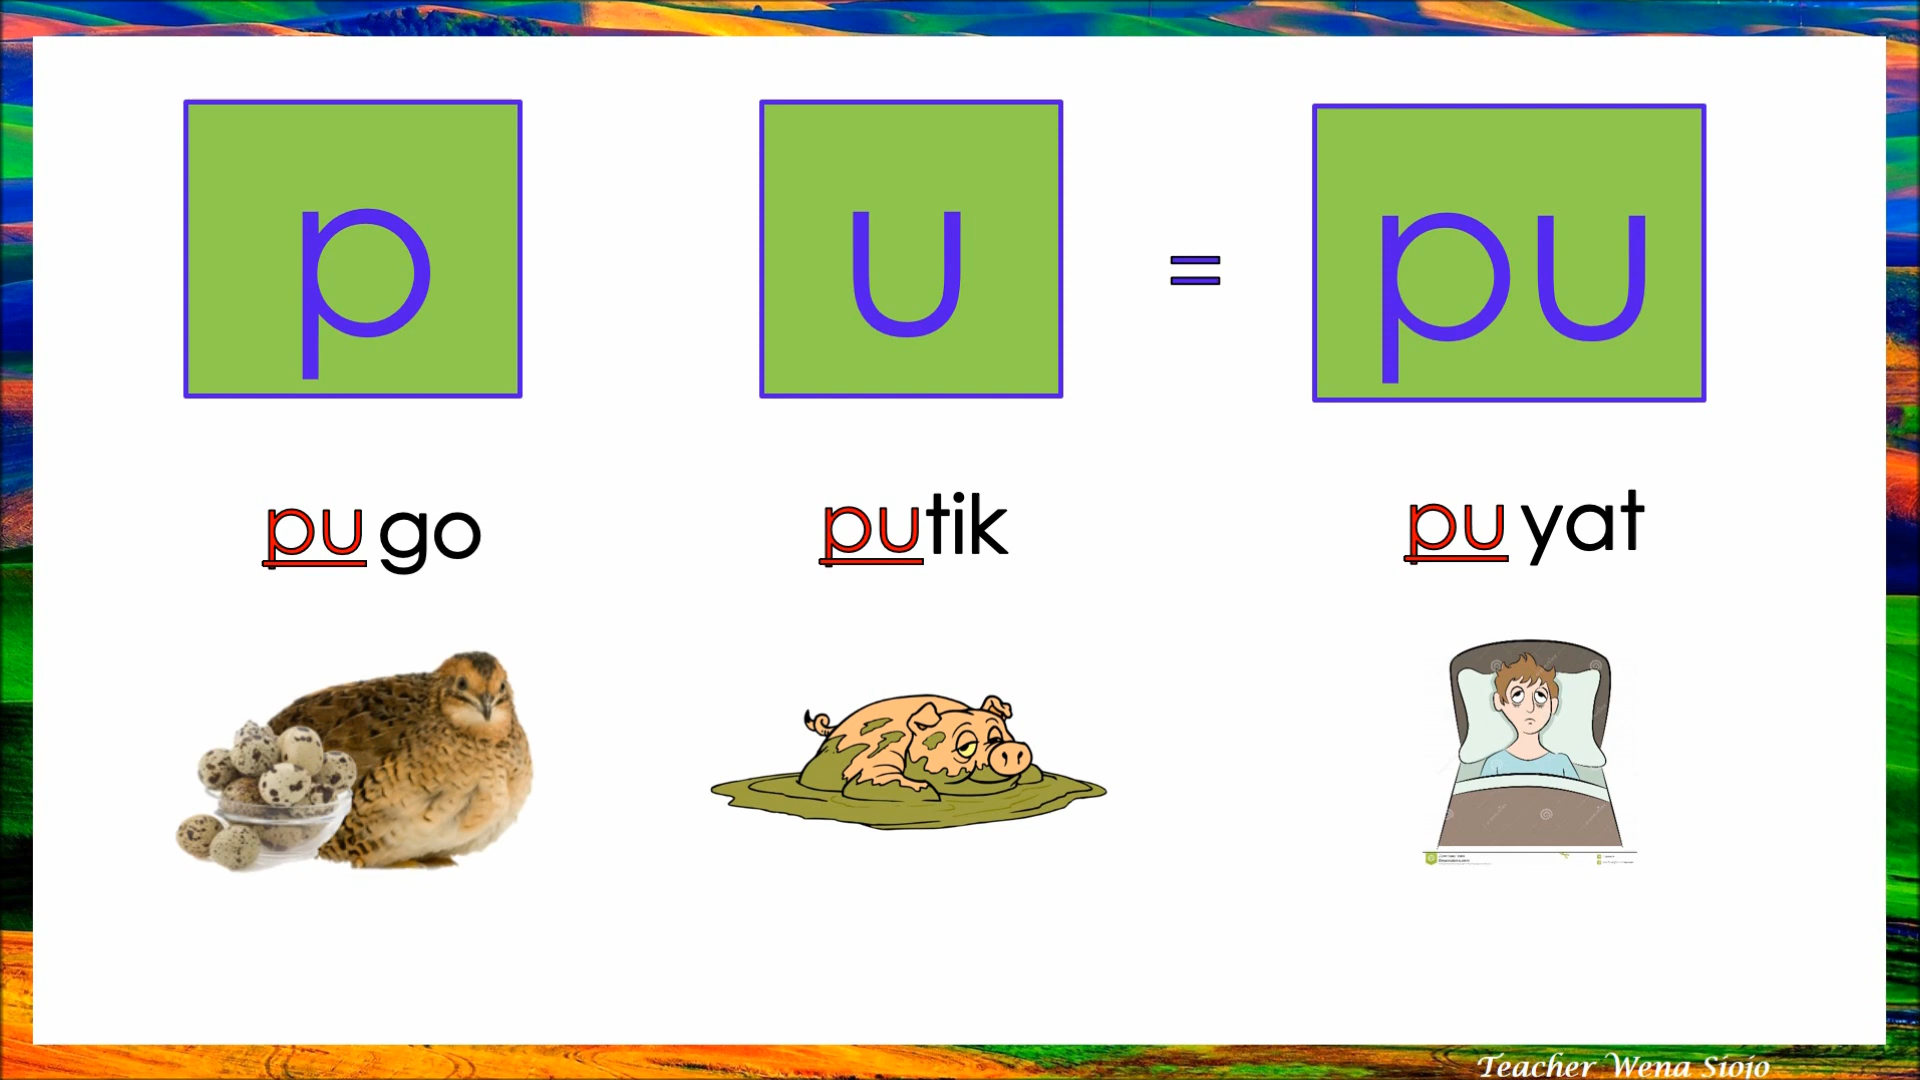 p u = pu
pugo putik puyat
Teacher Wena Siojo